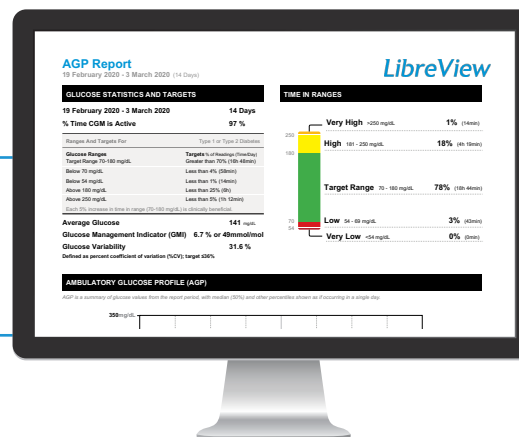 AGP Report
LibreView
19 February 2020 - 3 March 2020 (14 Days)
GLUCOSE STATISTICS AND TARGETS
19 February 2020 - 3 March 2020 14 Days
% Time CGM is Active 97 %
Ranges And Targets For Type 1 or Type 2 Diabetes
Glucose Ranges Targets % of Readings (Time/Day)
Target Range 70-180 mg/dL Greater than 70% (16h 48min)
Below 70 mg/dL Less than 4% (58min)
Below 54 mg/dL Less than 1% (14min)
Above 180 mg/dL Less than 25% (6h)
Above 250 mg/dL Less than 5% (1h 12min)
Each 5% increase in time in range (70-180 mg/dL) is clinically beneficial.
Average Glucose 141 mg/dL
Glucose Management Indicator (GMI) 6.7 % or 49mmol/mol
Glucose Variability 31.6 %
Defined as percent coefficient of variation (%CV); target ≤36%
TIME IN RANGES
Very High >250 mg/dL 1% (14min)
250
High 181 - 250 mg/dL 18% (4h 19min)
180
Target Range 70 - 180 mg/dL 78% (18h 44min)
70
Low 54 - 69 mg/dL 3% (43min)
54
Very Low <54 mg/dL 0% (0min)
AMBULATORY GLUCOSE PROFILE (AGP)
AGP is a summary of glucose values from the report period, with median (50%) and other percentiles shown as if occurring in a single day.
350mg/dL